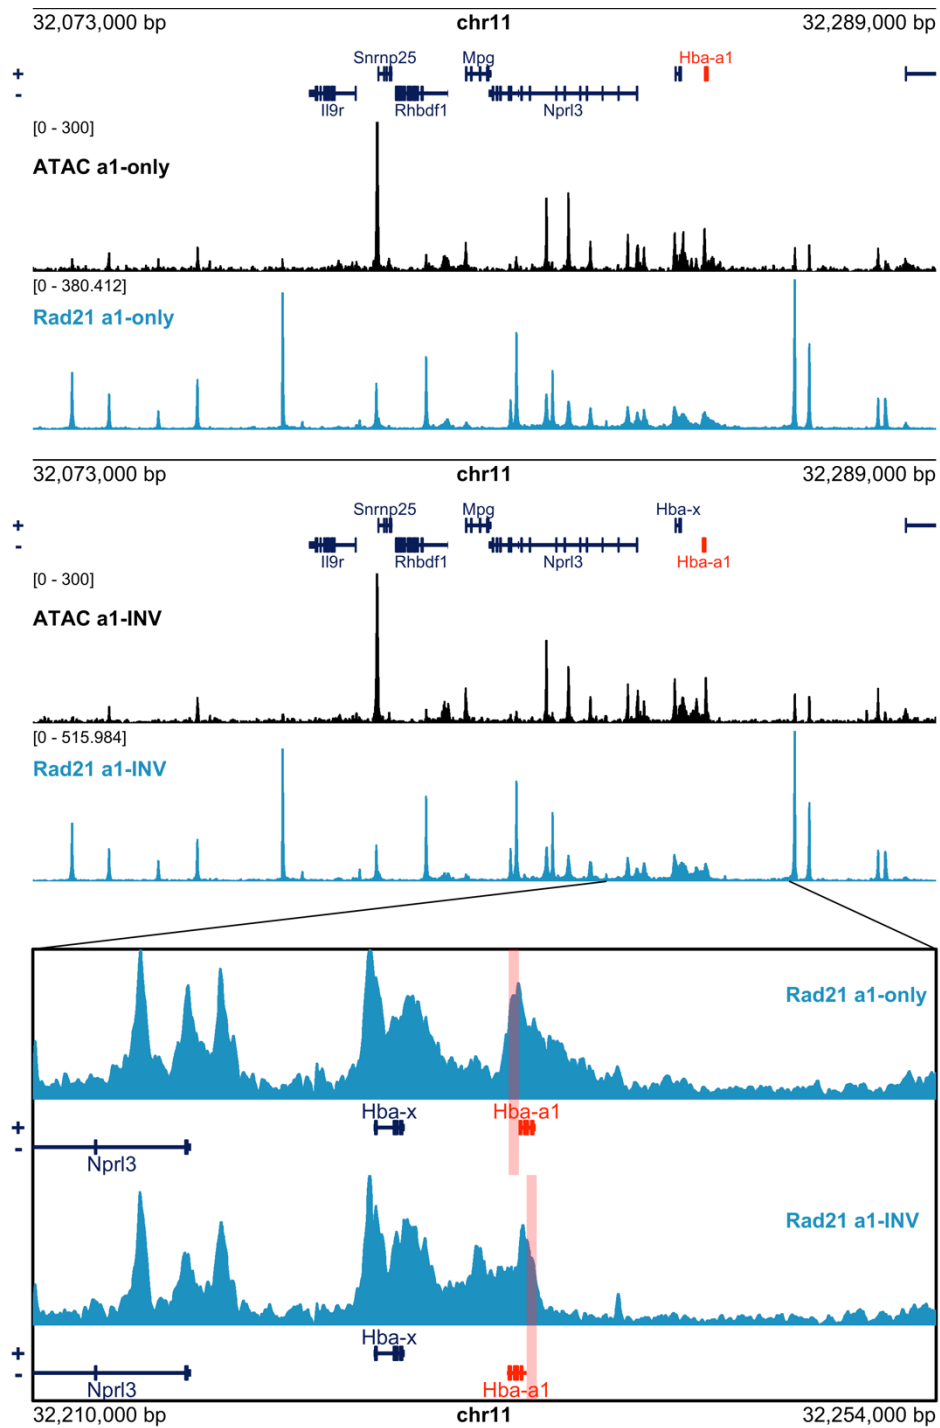 32,073,000 bp chr11 32,289,000 bp
Snrnp25 Mpg Hba-a1
+
-
Il9r Rhbdf1 Nprl3
[0 - 300]
ATAC a1-only
[0 - 380.412]
Rad21 a1-only
32,073,000 bp chr11 32,289,000 bp
Snrnp25 Mpg Hba-x
+
-
Il9r Rhbdf1 Nprl3 Hba-a1
[0 - 300]
ATAC a1-INV
[0 - 515.984]
Rad21 a1-INV
Rad21 a1-only
Hba-x Hba-a1
+
-
Nprl3
Rad21 a1-INV
Hba-x
+
-
Nprl3 Hba-a1
32,210,000 bp chr11 32,254,000 bp